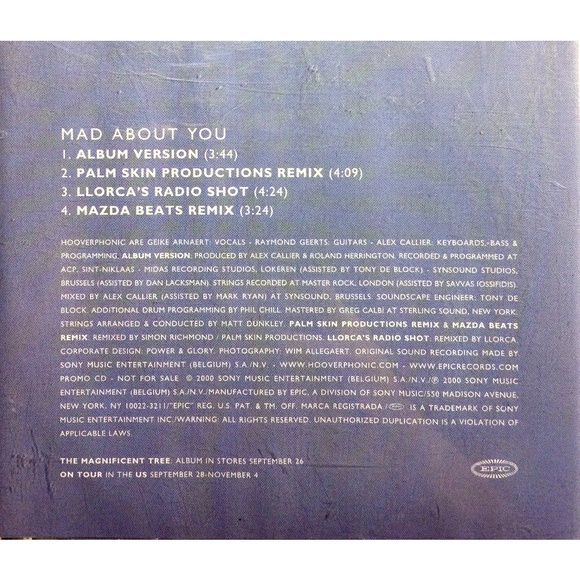 MAD ABOUT YOU
1. ALBUM VERSION (3:44)
2. PALM SKIN PRODUCTIONS REMIX (4:09)
3. LLORCA'S RADIO SHOT (4:24)
4. MAZDA BEATS REMIX (3:24)
HOOVERPHONIC ARE GEIKE ARNAERT: VOCALS - RAYMOND GEERTS: GUITARS - ALEX CALLIER: KEYBOARDS, BASS &
PROGRAMMING. ALBUM VERSION: PRODUCED BY ALEX CALLIER & ROLAND HERRINGTON. RECORDED & PROGRAMMED AT
ACP, SINT-NIKLAAS - MIDAS RECORDING STUDIOS, LOKEREN (ASSISTED BY TONY DE BLOCK) - SYNSOUND STUDIOS,
BRUSSELS (ASSISTED BY DAN LACKSMAN). STRINGS RECORDED AT MASTER ROCK, LONDON (ASSISTED BY SAVVAS IOSSIFIDIS).
MIXED BY ALEX CALLIER (ASSISTED BY MARK RYAN) AT SYNSOUND, BRUSSELS. SOUNDSCAPE ENGINEER: TONY DE
BLOCK. ADDITIONAL DRUM PROGRAMMING BY PHIL CHILL. MASTERED BY GREG CALBI AT STERLING SOUND, NEW YORK.
STRINGS ARRANGED & CONDUCTED BY MATT DUNKLEY. PALM SKIN PRODUCTIONS REMIX & MAZDA BEATS
REMIX: REMIXED BY SIMON RICHMOND / PALM SKIN PRODUCTIONS. LLORCA'S RADIO SHOT: REMIXED BY LLORCA.
CORPORATE DESIGN: POWER & GLORY. PHOTOGRAPHY: WIM ALLEGAERT. ORIGINAL SOUND RECORDING MADE BY
SONY MUSIC ENTERTAINMENT (BELGIUM) S.A./N.V. - WWW.HOOVERPHONIC.COM - WWW.EPICRECORDS.COM
PROMO CD - NOT FOR SALE © 2000 SONY MUSIC ENTERTAINMENT (BELGIUM) S.A./N.V./℗ 2000 SONY MUSIC
ENTERTAINMENT (BELGIUM) S.A./N.V./MANUFACTURED BY EPIC, A DIVISION OF SONY MUSIC/550 MADISON AVENUE,
NEW YORK, NY 10022-3211/"EPIC" REG. U.S. PAT. & TM. OFF. MARCA REGISTRADA./EPIC IS A TRADEMARK OF SONY
MUSIC ENTERTAINMENT INC./WARNING: ALL RIGHTS RESERVED. UNAUTHORIZED DUPLICATION IS A VIOLATION OF
APPLICABLE LAWS.
THE MAGNIFICENT TREE: ALBUM IN STORES SEPTEMBER 26
ON TOUR IN THE US SEPTEMBER 28-NOVEMBER 4
EPIC